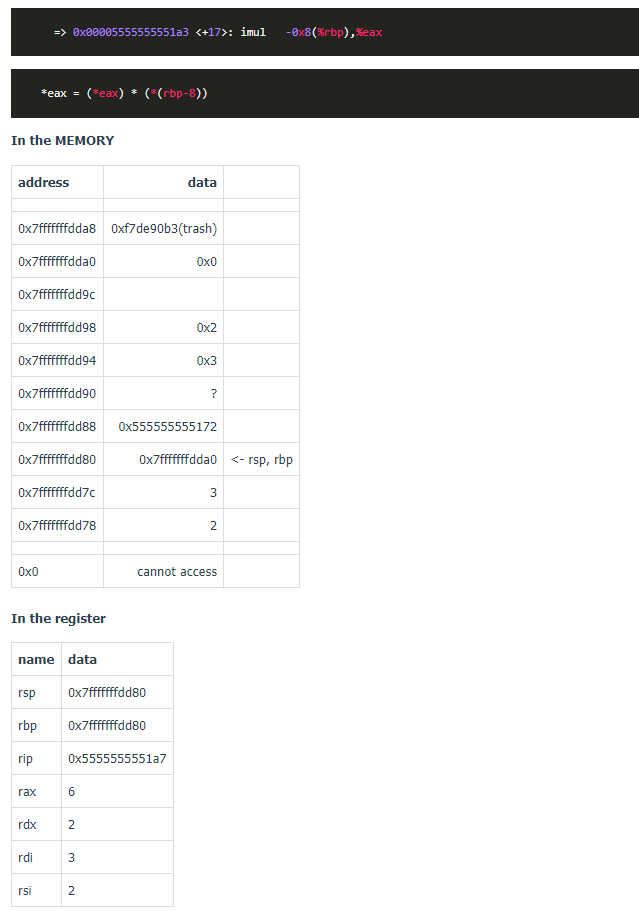 => 0x00005555555551a3 <+17>: imul -0x8(%rbp),%eax
*eax = (*eax) * (*(rbp-8))
In the MEMORY
address data
0x7fffffffdda8 0xf7de90b3(trash)
0x7fffffffdda0 0x0
0x7fffffffdd9c
0x7fffffffdd98 0x2
0x7fffffffdd94 0x3
0x7fffffffdd90 ?
0x7fffffffdd88 0x555555555172
0x7fffffffdd80 0x7fffffffdda0 <- rsp, rbp
0x7fffffffdd7c 3
0x7fffffffdd78 2
0x0 cannot access
In the register
name data
rsp 0x7fffffffdd80
rbp 0x7fffffffdd80
rip 0x5555555551a7
rax 6
rdx 2
rdi 3
rsi 2